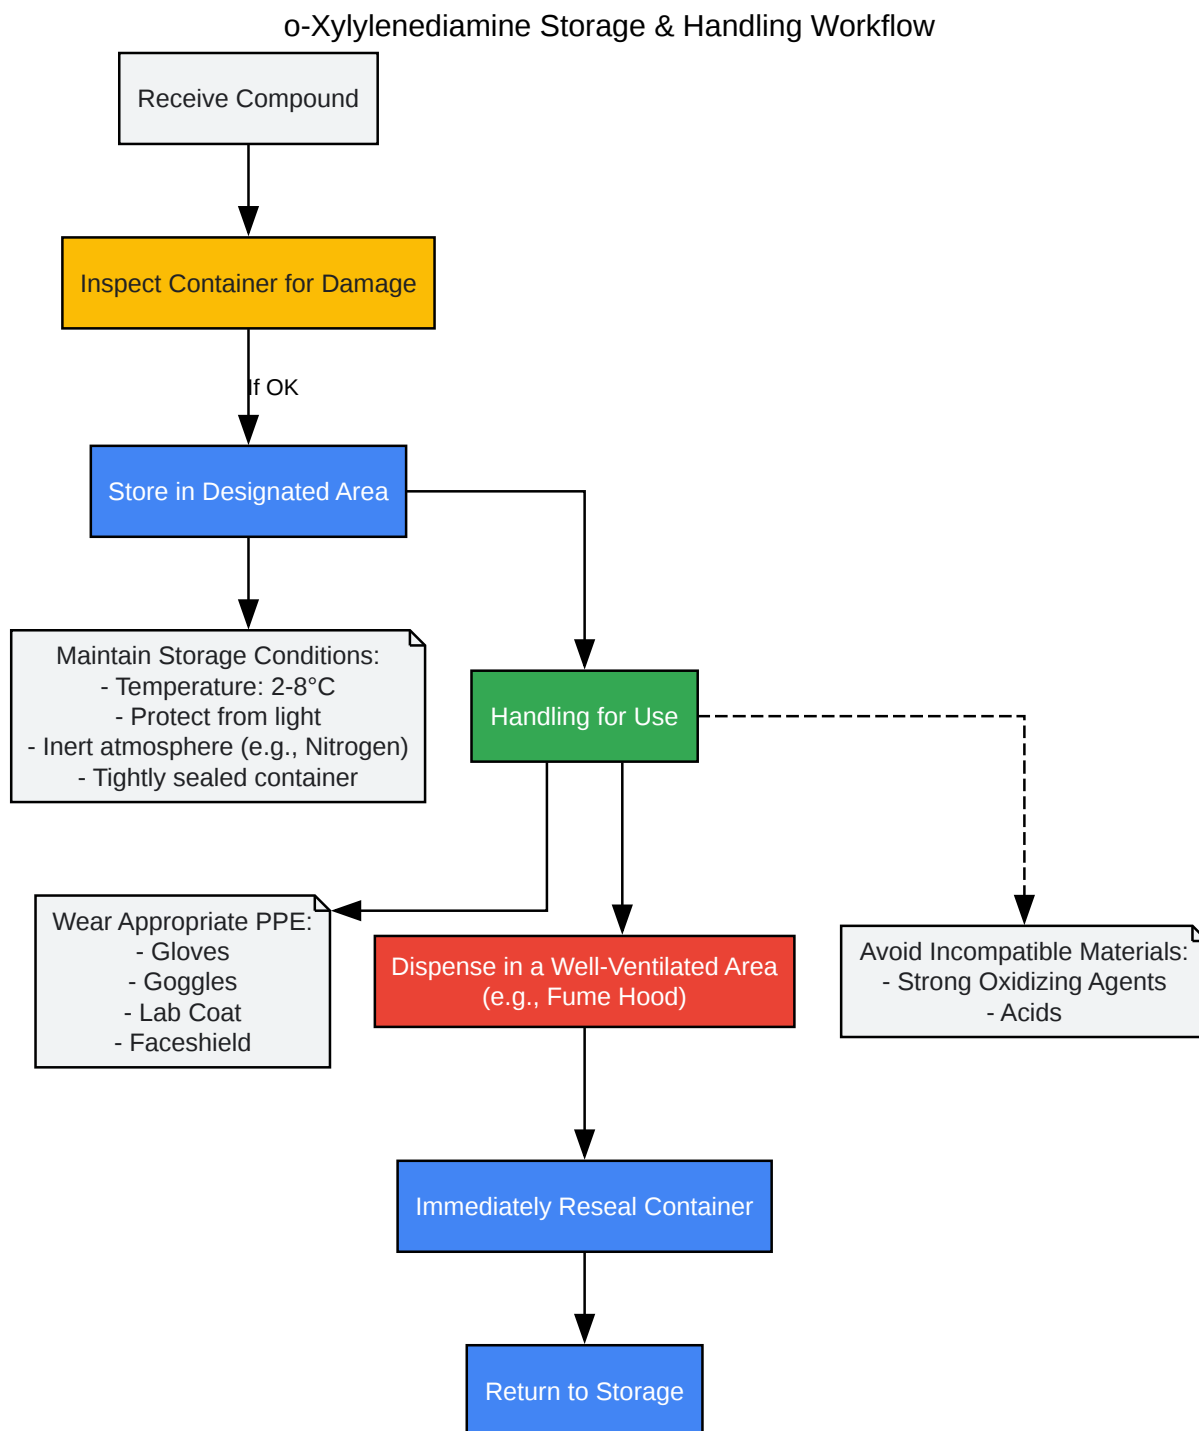 o-Xylylenediamine Storage & Handling Workflow
Receive Compound
Inspect Container for Damage
If OK
Store in Designated Area
Maintain Storage Conditions:
- Temperature: 2-8°C
- Protect from light
- Inert atmosphere (e.g., Nitrogen)
- Tightly sealed container
Handling for Use
Wear Appropriate PPE:
- Gloves
- Goggles
- Lab Coat
- Faceshield
Dispense in a Well-Ventilated Area
(e.g., Fume Hood)
Avoid Incompatible Materials:
- Strong Oxidizing Agents
- Acids
Immediately Reseal Container
Return to Storage